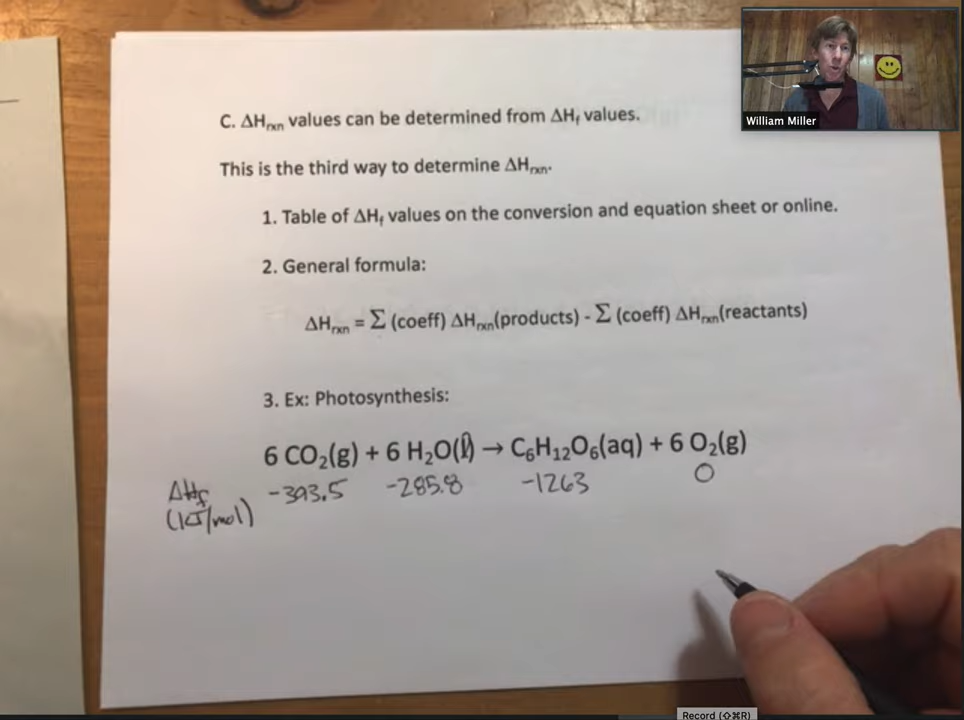 William Miller
C. ΔHrxn values can be determined from ΔHf values.
This is the third way to determine ΔHrxn.
1. Table of ΔHf values on the conversion and equation sheet or online.
2. General formula:
ΔHrxn = Σ (coeff) ΔHrxn(products) - Σ (coeff) ΔHrxn(reactants)
3. Ex: Photosynthesis:
6 CO₂(g) + 6 H₂O(l) → C₆H₁₂O₆(aq) + 6 O₂(g)
ΔHf -393.5 -285.8 -1263 0
(kJ/mol)
Record (⇧⌘R)